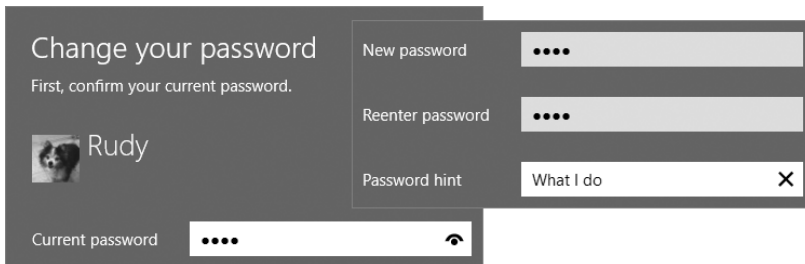 Change your password
First, confirm your current password.
Rudy
Current password ••••
New password ••••
Reenter password ••••
Password hint What I do